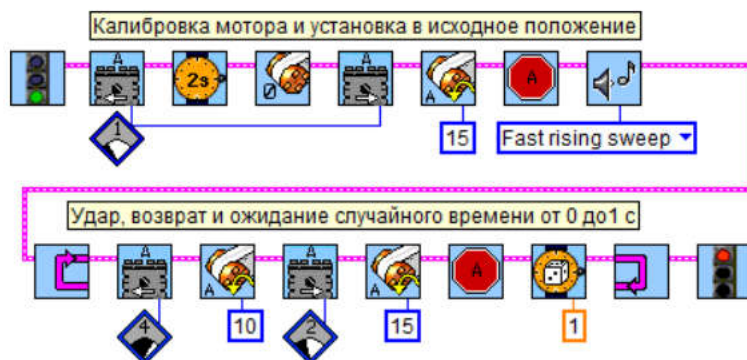 Калибровка мотора и установка в исходное положение
A 2s Ø A A A
1 15 Fast rising sweep
Удар, возврат и ожидание случайного времени от 0 до1 с
A A A A A
4 10 2 15 1